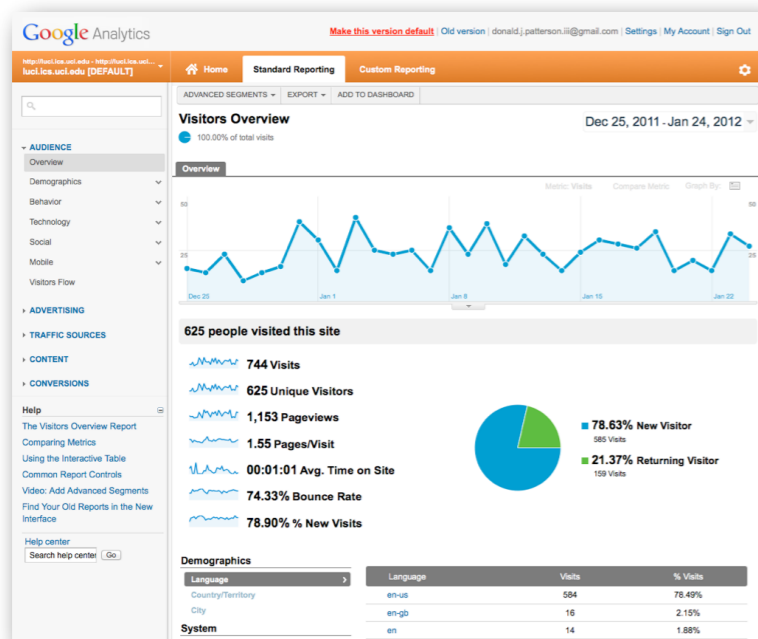 Google Analytics
Make this version default | Old version | donald.j.patterson.iii@gmail.com | Settings | My Account | Sign Out
http://luci.ics.uci.edu - http://luci.ics.uci...
luci.ics.uci.edu [DEFAULT]
Home
Standard Reporting
Custom Reporting
ADVANCED SEGMENTS
EXPORT
ADD TO DASHBOARD
Visitors Overview
100.00% of total visits
Dec 25, 2011 - Jan 24, 2012
AUDIENCE
Overview
Demographics
Behavior
Technology
Social
Mobile
Visitors Flow
ADVERTISING
TRAFFIC SOURCES
CONTENT
CONVERSIONS
Help
The Visitors Overview Report
Comparing Metrics
Using the Interactive Table
Common Report Controls
Video: Add Advanced Segments
Find Your Old Reports in the New
Interface
Help center
Search help center
Go
Overview
Metric: Visits
Compare Metric
Graph By:
50
50
25
25
Dec 25
Jan 1
Jan 8
Jan 15
Jan 22
625 people visited this site
744 Visits
625 Unique Visitors
1,153 Pageviews
1.55 Pages/Visit
00:01:01 Avg. Time on Site
74.33% Bounce Rate
78.90% % New Visits
78.63% New Visitor
585 Visits
21.37% Returning Visitor
159 Visits
Demographics
Language
Country/Territory
City
System
Language Visits % Visits
en-us 584 78.49%
en-gb 16 2.15%
en 14 1.88%